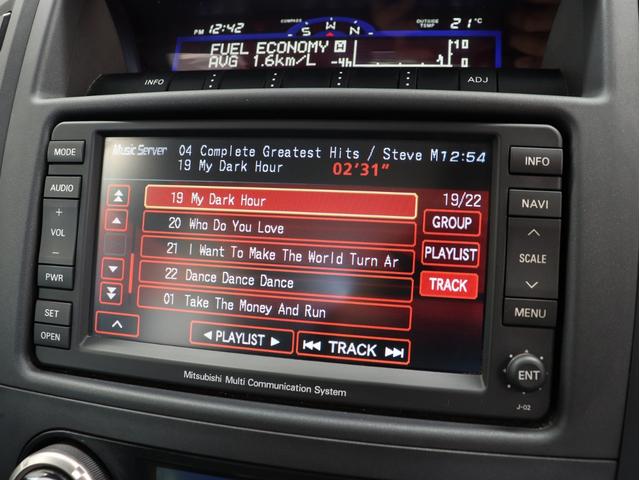 PM 12:42
COMPASS
S W N
OUTSIDE TEMP 21℃
FUEL ECONOMY
AVG 1.6km/L -4h
10
0
INFO
ADJ
MODE
AUDIO
+
VOL
−
PWR
SET
OPEN
Music Server
04 Complete Greatest Hits / Steve M 12:54
19 My Dark Hour 02'31"
19 My Dark Hour
19/22
20 Who Do You Love
GROUP
21 I Want To Make The World Turn Ar
PLAYLIST
22 Dance Dance Dance
TRACK
01 Take The Money And Run
PLAYLIST
TRACK
INFO
NAVI
SCALE
MENU
ENT
J-02
Mitsubishi Multi Communication System